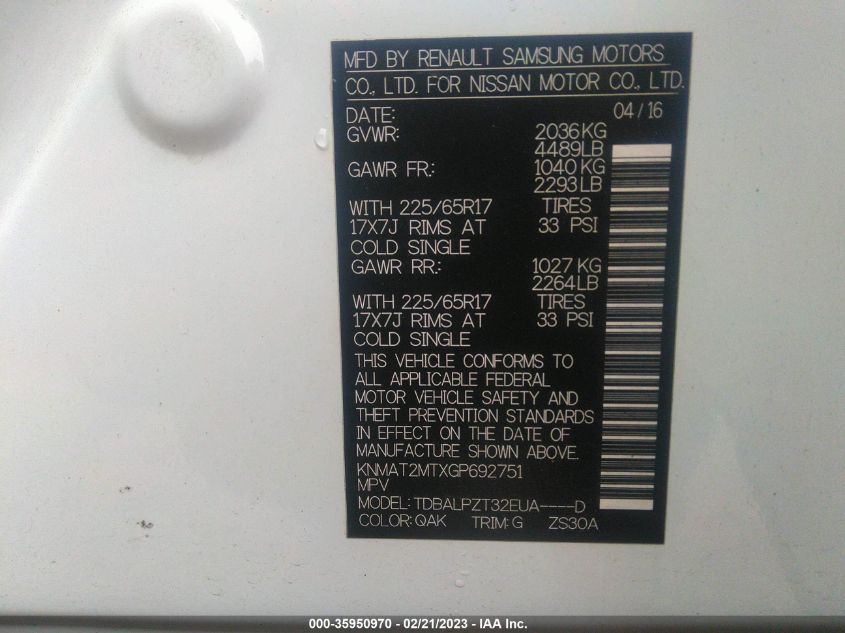 MFD BY RENAULT SAMSUNG MOTORS
CO., LTD. FOR NISSAN MOTOR CO., LTD.
DATE: 04/16
GVWR: 2036KG
4489LB
GAWR FR.: 1040KG
2293LB
WITH 225/65R17 TIRES
17X7J RIMS AT 33 PSI
COLD SINGLE
GAWR RR.: 1027KG
2264LB
WITH 225/65R17 TIRES
17X7J RIMS AT 33 PSI
COLD SINGLE
THIS VEHICLE CONFORMS TO
ALL APPLICABLE FEDERAL
MOTOR VEHICLE SAFETY AND
THEFT PREVENTION STANDARDS
IN EFFECT ON THE DATE OF
MANUFACTURE SHOWN ABOVE.
KNMAT2MTXGP692751
MPV
MODEL: TDBALPZT32EUA----D
COLOR: QAK TRIM: G ZS30A
000-35950970 - 02/21/2023 - IAA Inc.